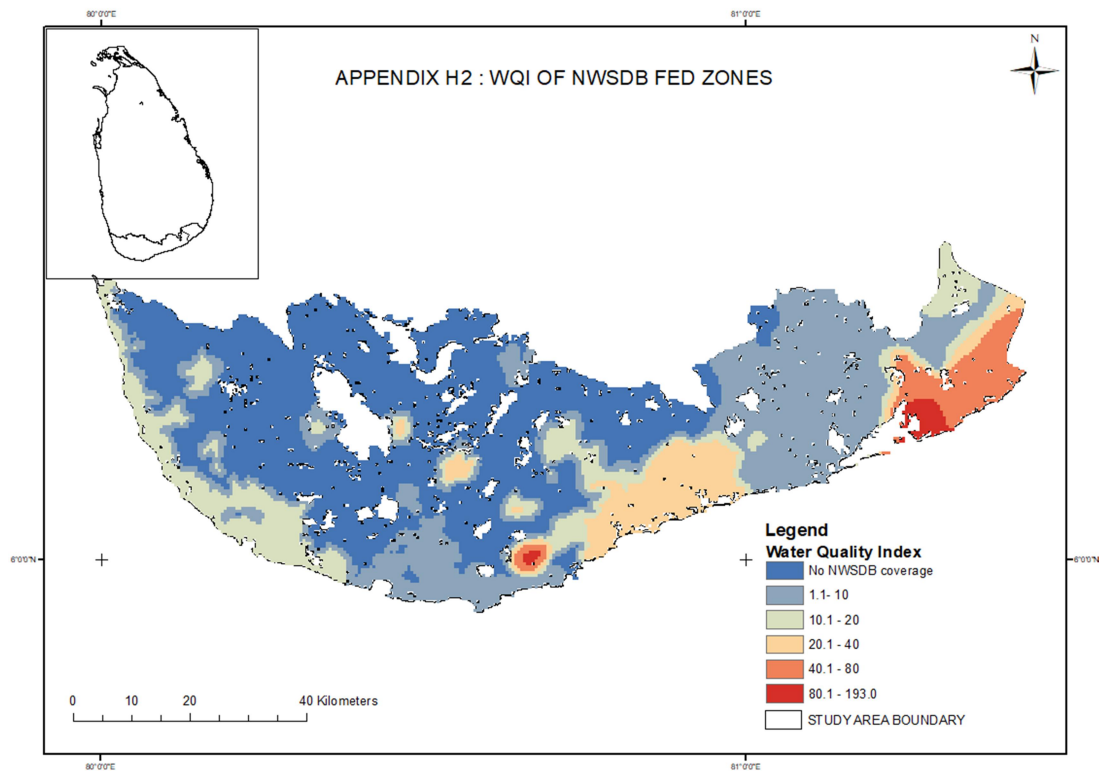 80°0'0"E
81°0'0"E
N
APPENDIX H2 : WQI OF NWSDB FED ZONES
Legend
Water Quality Index
No NWSDB coverage
1.1- 10
10.1 - 20
20.1 - 40
40.1 - 80
80.1 - 193.0
STUDY AREA BOUNDARY
6°0'0"N
6°0'0"N
0 10 20 40 Kilometers
80°0'0"E
81°0'0"E